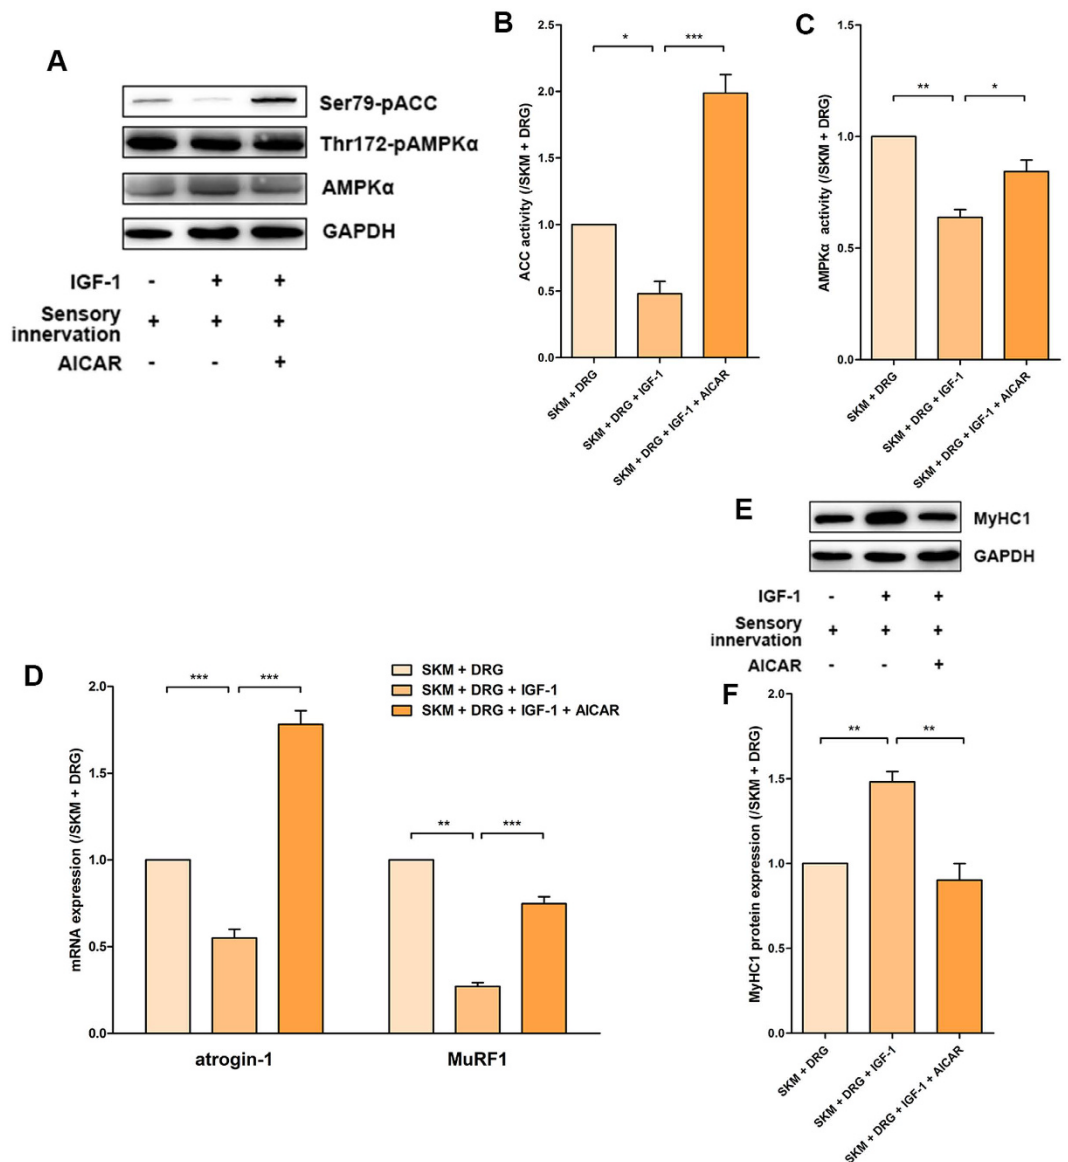 A
Ser79-pACC
Thr172-pAMPKα
AMPKα
GAPDH
IGF-1 - + +
Sensory
innervation + + +
AICAR - - +
B
ACC activity (/SKM + DRG)
2.5
2.0
1.5
1.0
0.5
0.0
* ***
SKM + DRG
SKM + DRG + IGF-1
SKM + DRG + IGF-1 + AICAR
C
AMPKα activity (/SKM + DRG)
1.5
1.0
0.5
0.0
** *
SKM + DRG
SKM + DRG + IGF-1
SKM + DRG + IGF-1 + AICAR
D
mRNA expression (/SKM + DRG)
2.0
1.5
1.0
0.5
0.0
*** ***
** ***
SKM + DRG
SKM + DRG + IGF-1
SKM + DRG + IGF-1 + AICAR
atrogin-1 MuRF1
E
MyHC1
GAPDH
IGF-1 - + +
Sensory
innervation + + +
AICAR - - +
F
MyHC1 protein expression (/SKM + DRG)
2.0
1.5
1.0
0.5
0.0
** **
SKM + DRG
SKM + DRG + IGF-1
SKM + DRG + IGF-1 + AICAR